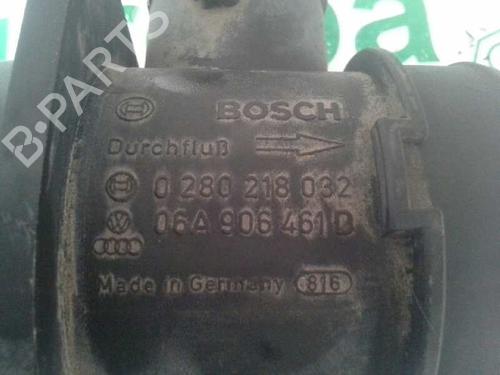 BOSCH
Durchfluß
0 280 218 032
06A 906 461 D
Made in Germany 816
B-PARTS